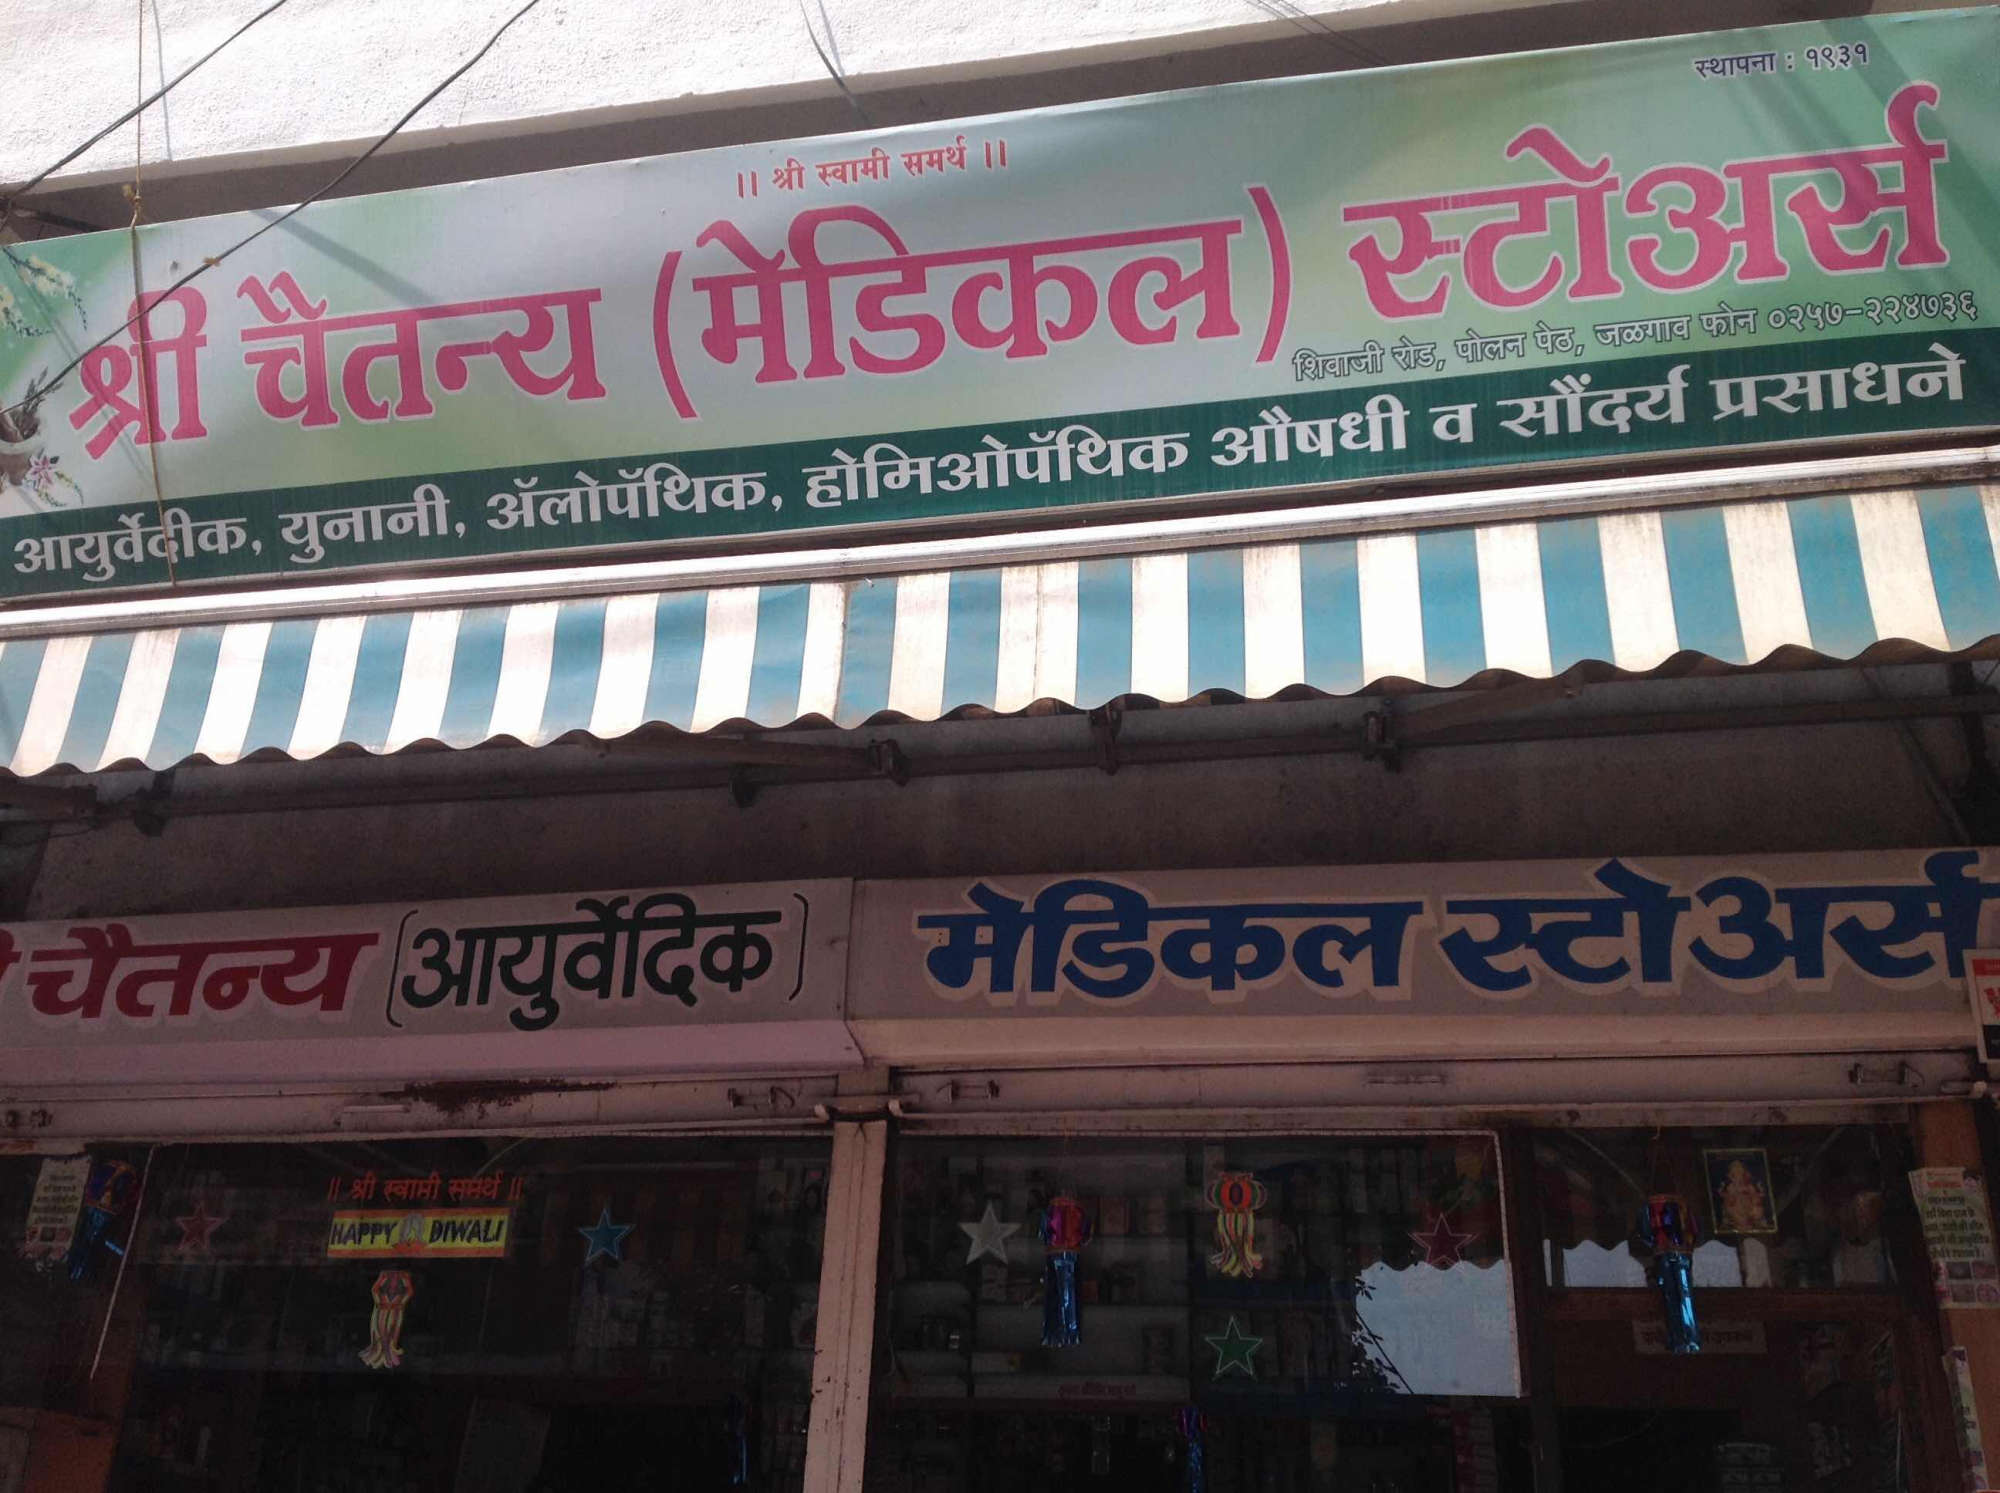 स्थापना : १९३१
|| श्री स्वामी समर्थ ||
श्री चैतन्य (मेडिकल) स्टोअर्स
शिवाजी रोड, पोलन पेठ, जळगाव फोन ०२५७-२२४७३६
आयुर्वेदीक, युनानी, ॲलोपॅथिक, होमिओपॅथिक औषधी व सौंदर्य प्रसाधने
चैतन्य (आयुर्वेदिक) मेडिकल स्टोअर्स
|| श्री स्वामी समर्थ ||
HAPPY DIWALI